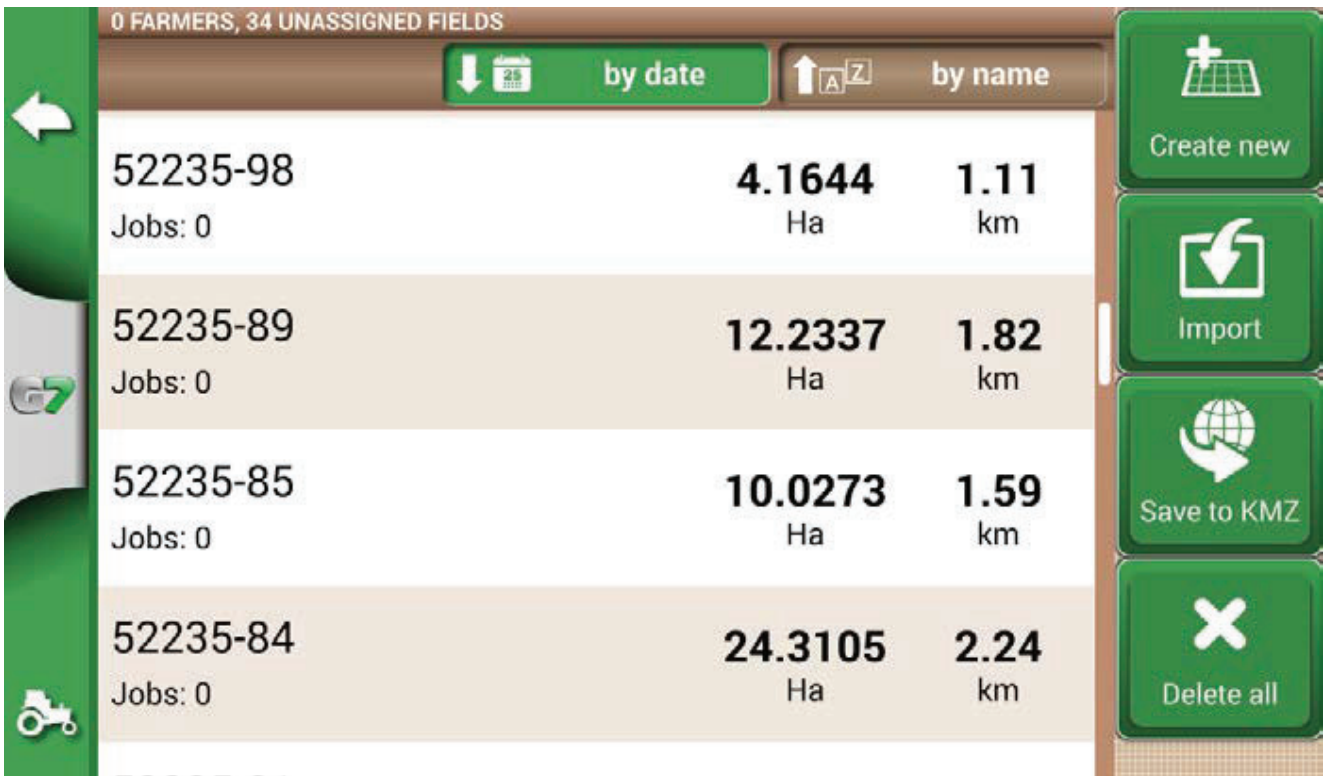 0 FARMERS, 34 UNASSIGNED FIELDS
25 by date
A Z by name
Create new
52235-98 4.1644 1.11
Jobs: 0 Ha km
Import
52235-89 12.2337 1.82
Jobs: 0 Ha km
G7
Save to KMZ
52235-85 10.0273 1.59
Jobs: 0 Ha km
Delete all
52235-84 24.3105 2.24
Jobs: 0 Ha km